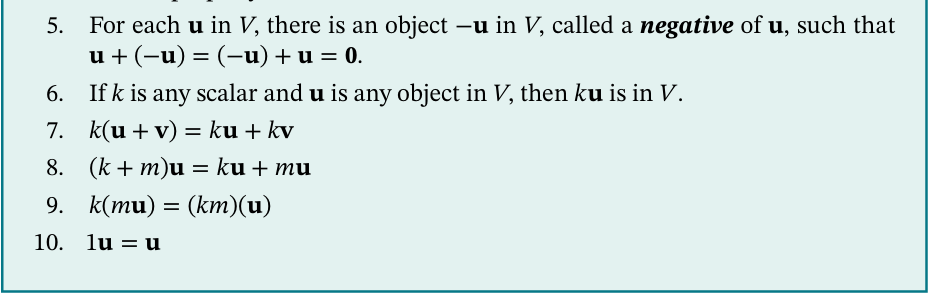 5. For each u in V, there is an object −u in V, called a negative of u, such that
u + (−u) = (−u) + u = 0.
6. If k is any scalar and u is any object in V, then ku is in V.
7. k(u + v) = ku + kv
8. (k + m)u = ku + mu
9. k(mu) = (km)(u)
10. 1u = u